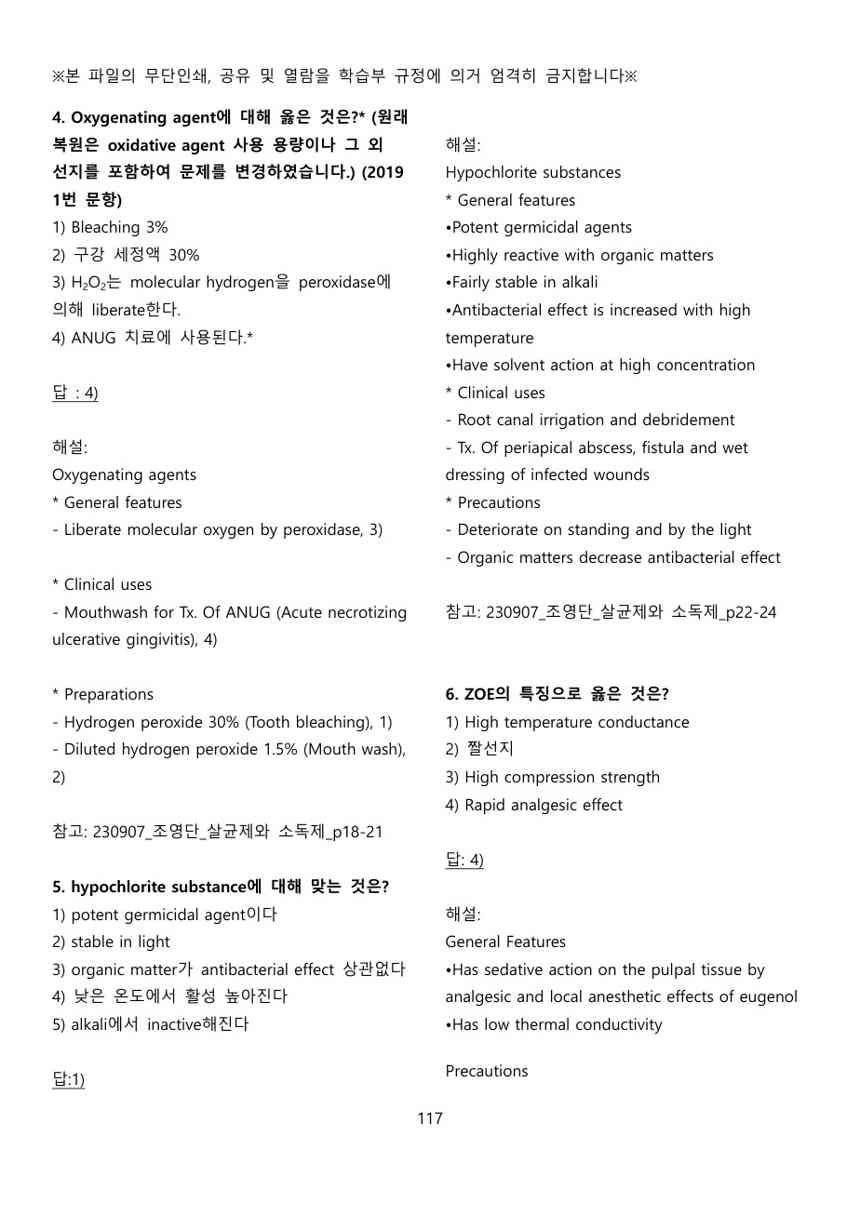 ※본 파일의 무단인쇄, 공유 및 열람을 학습부 규정에 의거 엄격히 금지합니다※
4. Oxygenating agent에 대해 옳은 것은?* (원래
복원은 oxidative agent 사용 용량이나 그 외
선지를 포함하여 문제를 변경하였습니다.) (2019
1번 문항)
1) Bleaching 3%
2) 구강 세정액 30%
3) H₂O₂는 molecular hydrogen을 peroxidase에
의해 liberate한다.
4) ANUG 치료에 사용된다.*
답 : 4)
해설:
Oxygenating agents
* General features
- Liberate molecular oxygen by peroxidase, 3)
* Clinical uses
- Mouthwash for Tx. Of ANUG (Acute necrotizing
ulcerative gingivitis), 4)
* Preparations
- Hydrogen peroxide 30% (Tooth bleaching), 1)
- Diluted hydrogen peroxide 1.5% (Mouth wash),
2)
참고: 230907_조영단_살균제와 소독제_p18-21
5. hypochlorite substance에 대해 맞는 것은?
1) potent germicidal agent이다
2) stable in light
3) organic matter가 antibacterial effect 상관없다
4) 낮은 온도에서 활성 높아진다
5) alkali에서 inactive해진다
답:1)
해설:
Hypochlorite substances
* General features
•Potent germicidal agents
•Highly reactive with organic matters
•Fairly stable in alkali
•Antibacterial effect is increased with high
temperature
•Have solvent action at high concentration
* Clinical uses
- Root canal irrigation and debridement
- Tx. Of periapical abscess, fistula and wet
dressing of infected wounds
* Precautions
- Deteriorate on standing and by the light
- Organic matters decrease antibacterial effect
참고: 230907_조영단_살균제와 소독제_p22-24
6. ZOE의 특징으로 옳은 것은?
1) High temperature conductance
2) 짤선지
3) High compression strength
4) Rapid analgesic effect
답: 4)
해설:
General Features
•Has sedative action on the pulpal tissue by
analgesic and local anesthetic effects of eugenol
•Has low thermal conductivity
Precautions
117